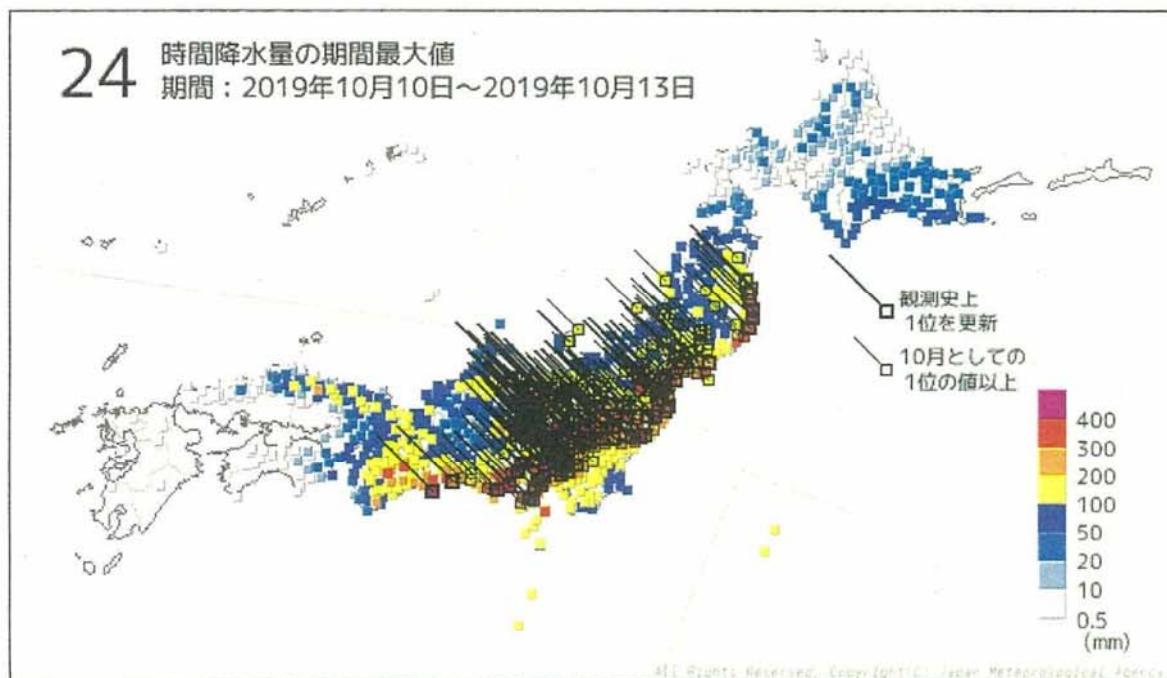 24 時間降水量の期間最大値
期間：2019年10月10日～2019年10月13日
観測史上
1位を更新
10月としての
1位の値以上
400
300
200
100
50
20
10
0.5
(mm)
All Rights Reserved, Copyright(C) Japan Meteorological Agency